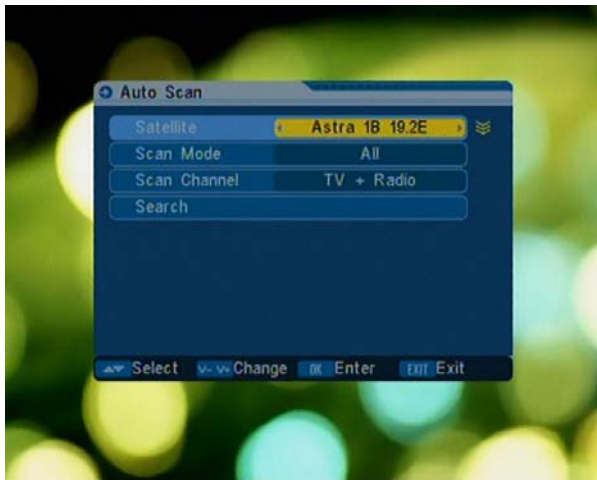 Auto Scan
Satellite Astra 1B 19.2E
Scan Mode All
Scan Channel TV + Radio
Search
Select V- V+ Change OK Enter EXIT Exit